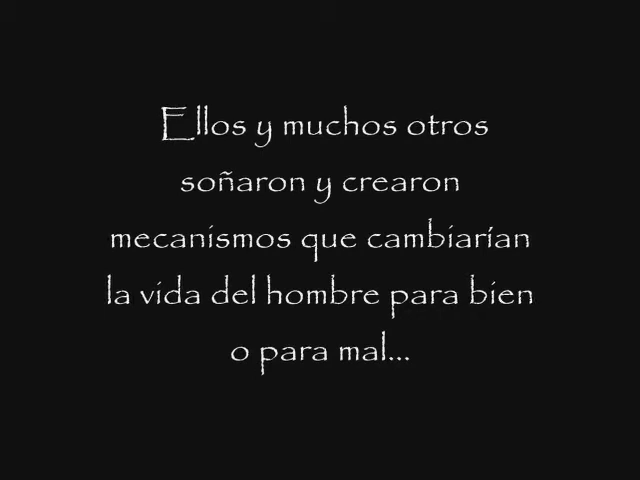 Ellos y muchos otros
soñaron y crearon
mecanismos que cambiarían
la vida del hombre para bien
o para mal...